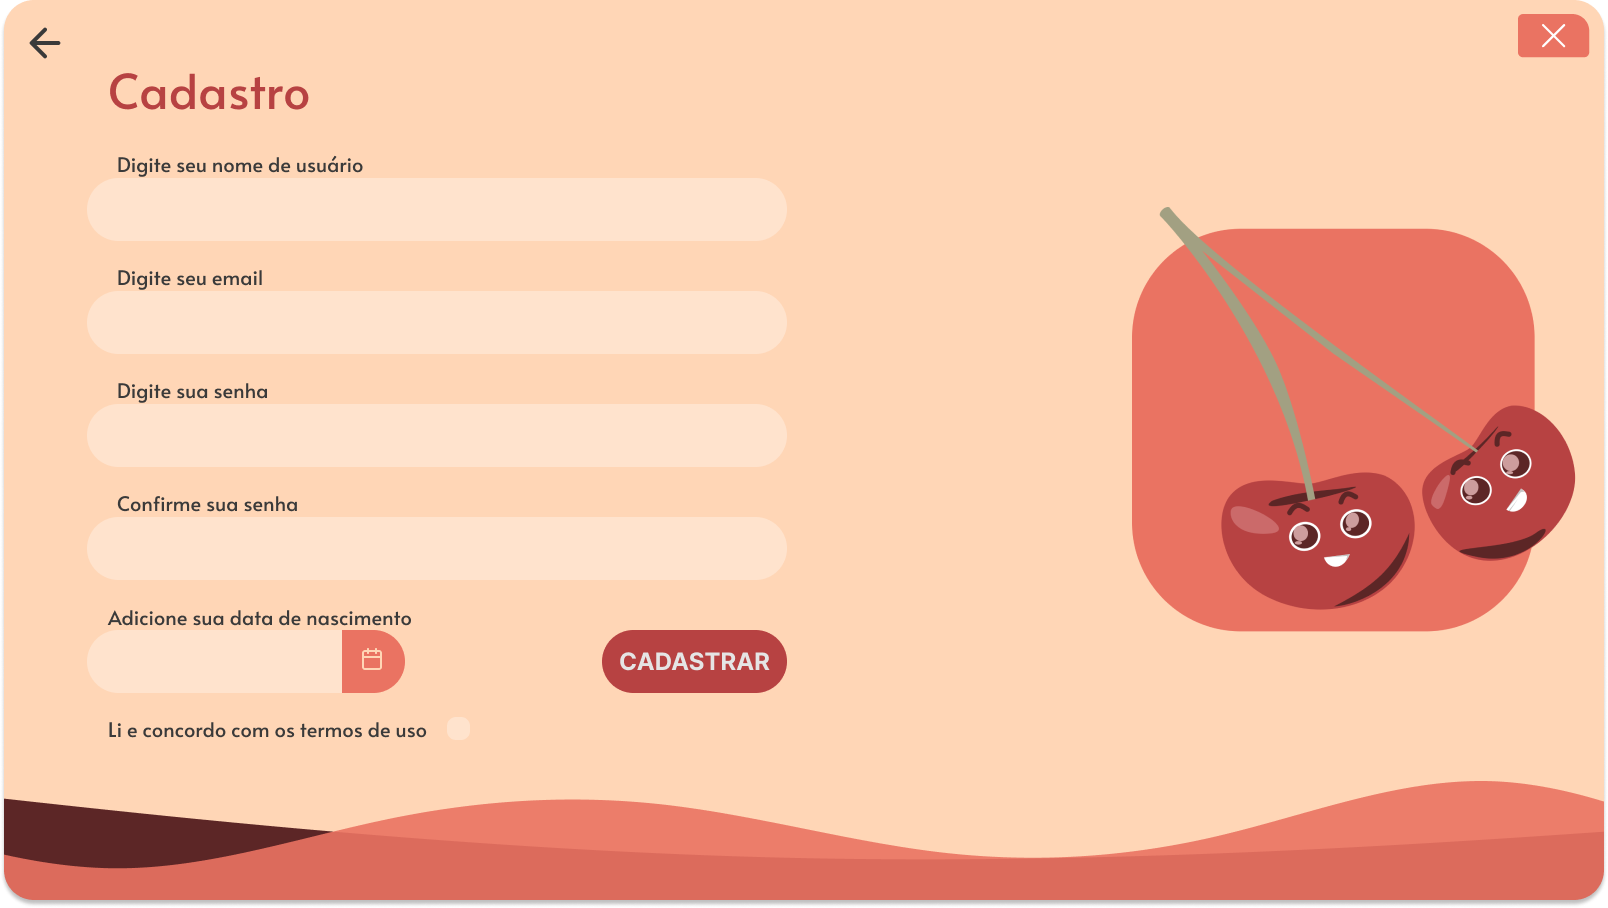 Cadastro
Digite seu nome de usuário
Digite seu email
Digite sua senha
Confirme sua senha
Adicione sua data de nascimento
CADASTRAR
Li e concordo com os termos de uso